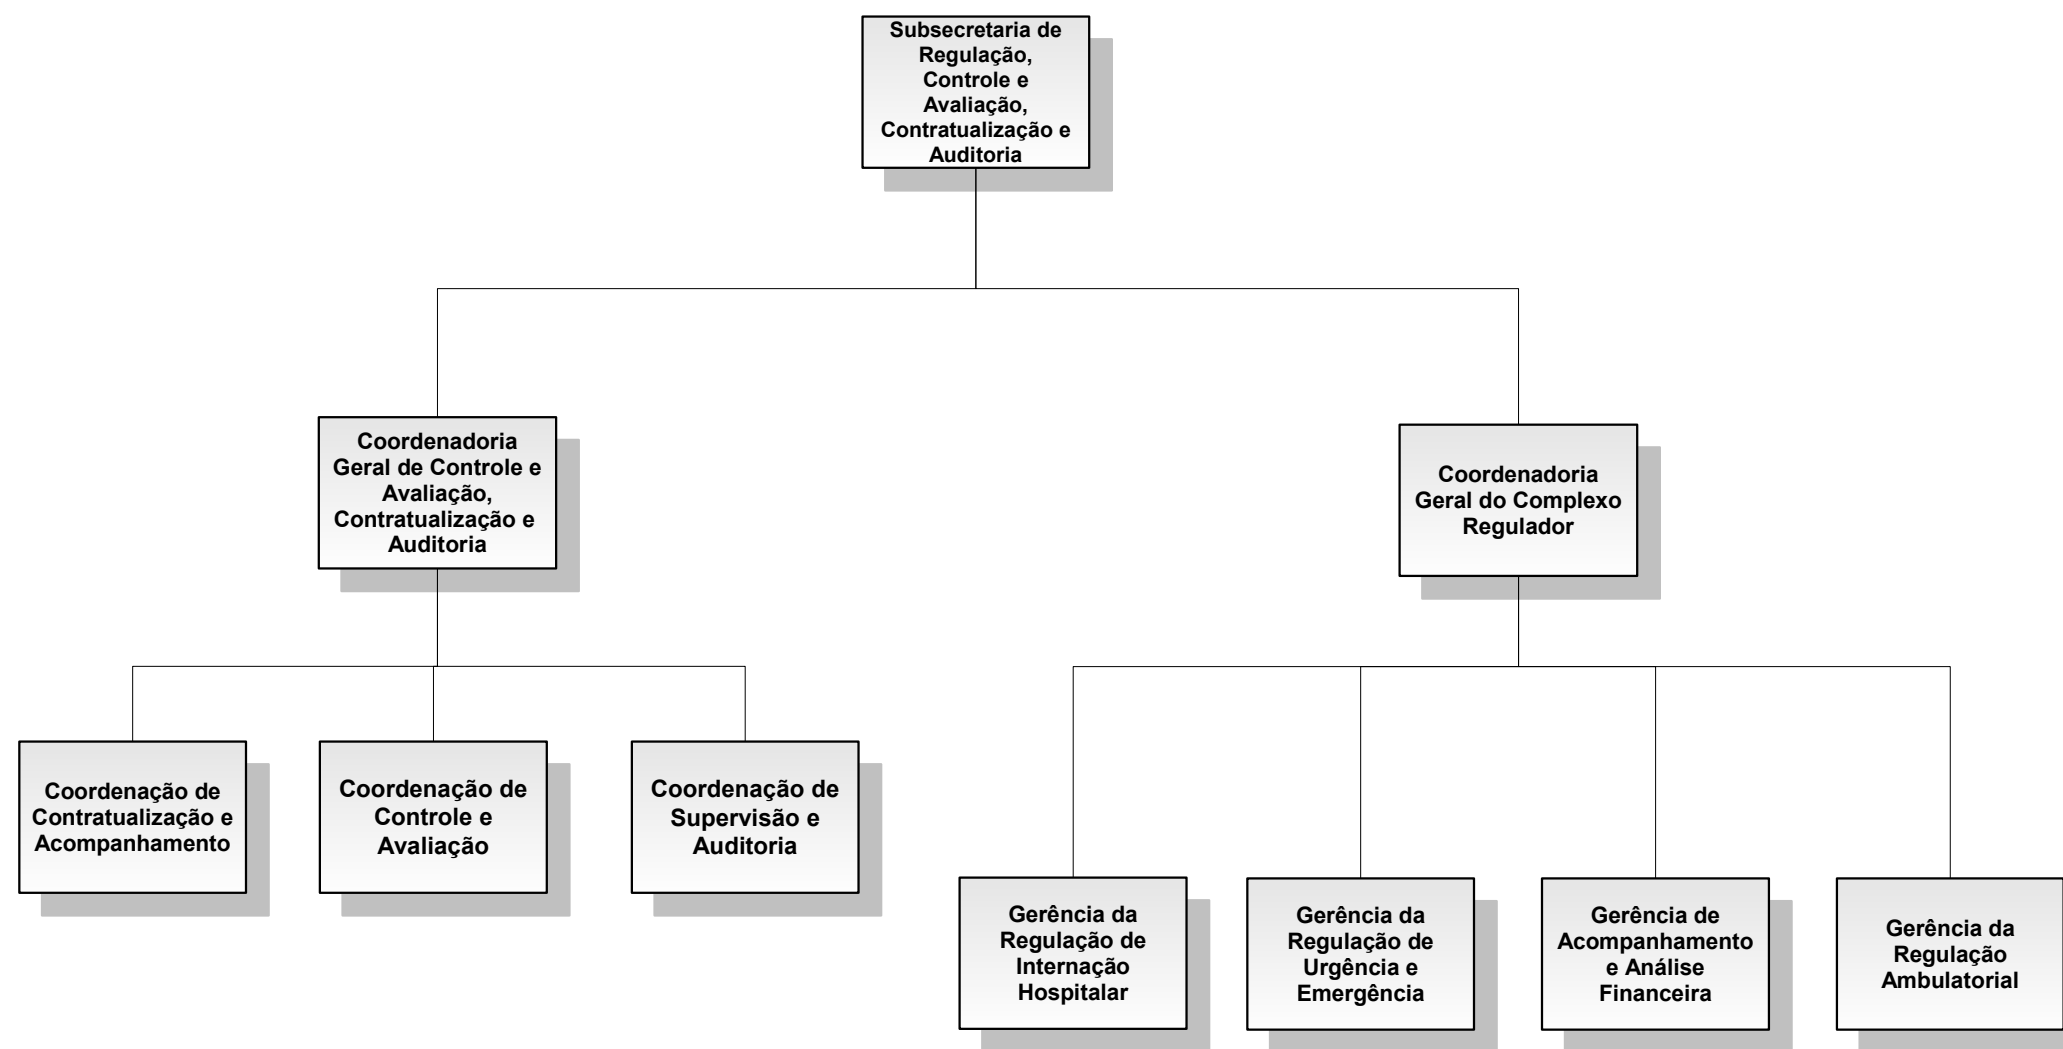 Subsecretaria de
Regulação,
Controle e
Avaliação,
Contratualização e
Auditoria
Coordenadoria
Geral de Controle e
Avaliação,
Contratualização e
Auditoria
Coordenadoria
Geral do Complexo
Regulador
Coordenação de
Contratualização e
Acompanhamento
Coordenação de
Controle e
Avaliação
Coordenação de
Supervisão e
Auditoria
Gerência da
Regulação de
Internação
Hospitalar
Gerência da
Regulação de
Urgência e
Emergência
Gerência de
Acompanhamento
e Análise
Financeira
Gerência da
Regulação
Ambulatorial